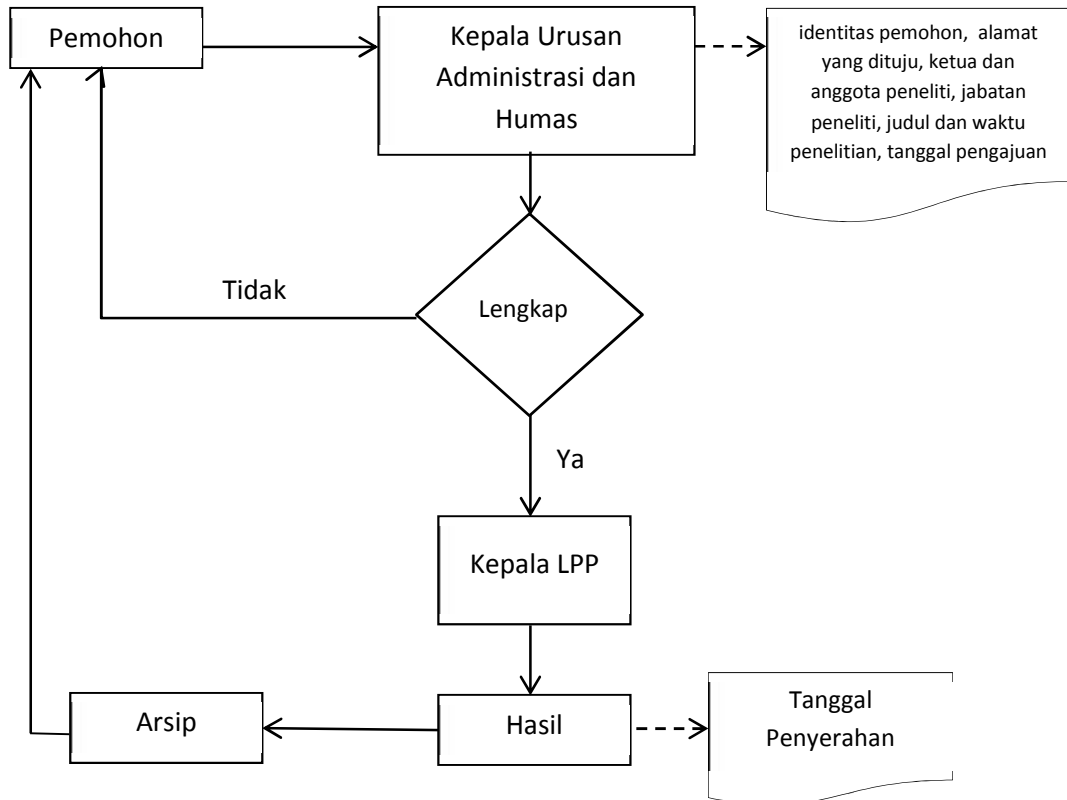 Pemohon
Kepala Urusan
Administrasi dan
Humas
identitas pemohon, alamat
yang dituju, ketua dan
anggota peneliti, jabatan
peneliti, judul dan waktu
penelitian, tanggal pengajuan
Tidak
Lengkap
Ya
Kepala LPP
Arsip
Hasil
Tanggal
Penyerahan